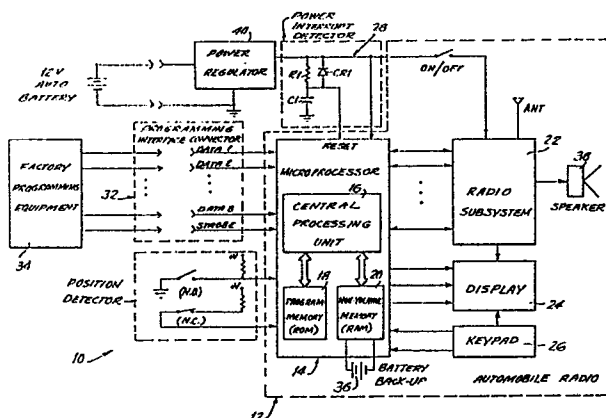 POWER
INTERRUPT
DETECTOR
40
28
POWER
REGULATOR
R1
CR1
C1
ON/OFF
12V
AUTO
BATTERY
ANT
PROGRAMMING
INTERFACE CONNECTOR
DATA 1
DATA 2
DATA 8
STROBE
32
FACTORY
PROGRAMMING
EQUIPMENT
34
RESET
MICROPROCESSOR
16
CENTRAL
PROCESSING
UNIT
22
RADIO
SUBSYSTEM
38
SPEAKER
POSITION
DETECTOR
(N.O.)
(N.C.)
+V
+V
18
PROGRAM
MEMORY
(ROM)
20
MEMORY
(RAM)
DISPLAY
24
KEYPAD
26
10
14
36
BATTERY
BACK-UP
AUTOMOBILE RADIO
12